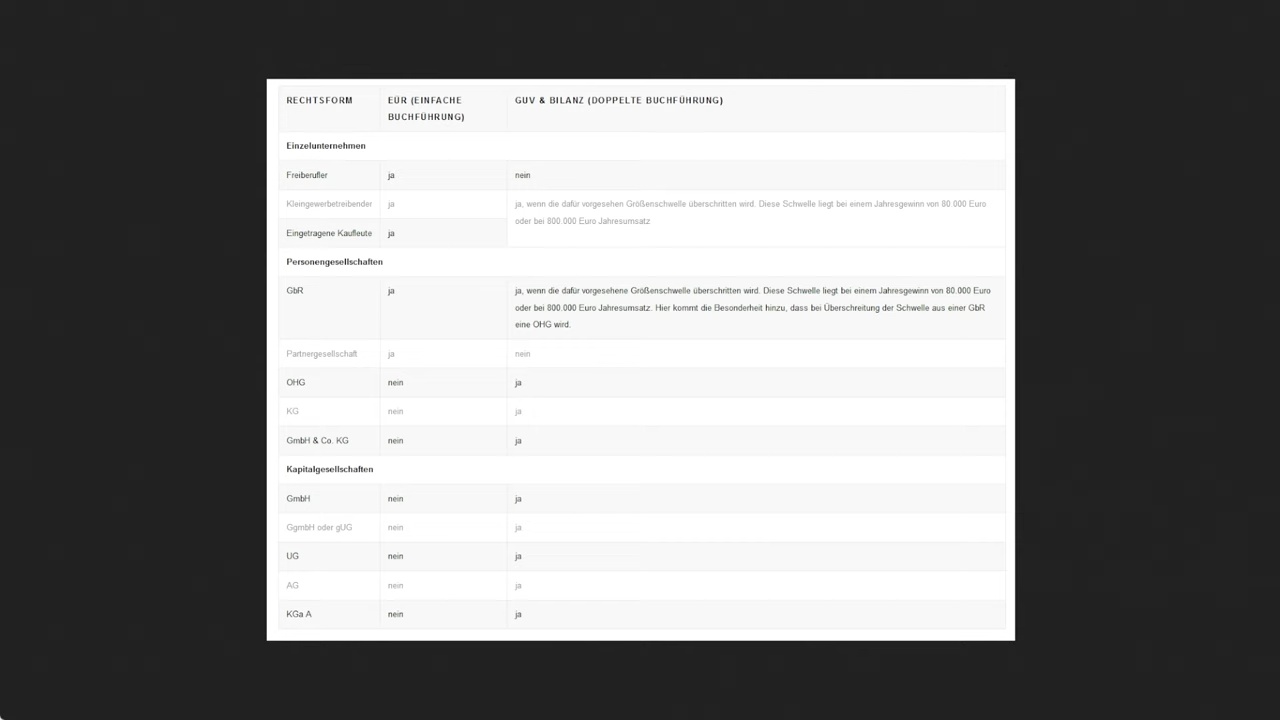 RECHTSFORM EÜR (EINFACHE BUCHFÜHRUNG) GUV & BILANZ (DOPPELTE BUCHFÜHRUNG)
Einzelunternehmen
Freiberufler ja nein
Kleingewerbetreibender ja ja, wenn die dafür vorgesehen Größenschwelle überschritten wird. Diese Schwelle liegt bei einem Jahresgewinn von 80.000 Euro
oder bei 800.000 Euro Jahresumsatz
Eingetragene Kaufleute ja
Personengesellschaften
GbR ja ja, wenn die dafür vorgesehene Größenschwelle überschritten wird. Diese Schwelle liegt bei einem Jahresgewinn von 80.000 Euro
oder bei 800.000 Euro Jahresumsatz. Hier kommt die Besonderheit hinzu, dass bei Überschreitung der Schwelle aus einer GbR
eine OHG wird.
Partnergesellschaft ja nein
OHG nein ja
KG nein ja
GmbH & Co. KG nein ja
Kapitalgesellschaften
GmbH nein ja
GgmbH oder gUG nein ja
UG nein ja
AG nein ja
KGa A nein ja